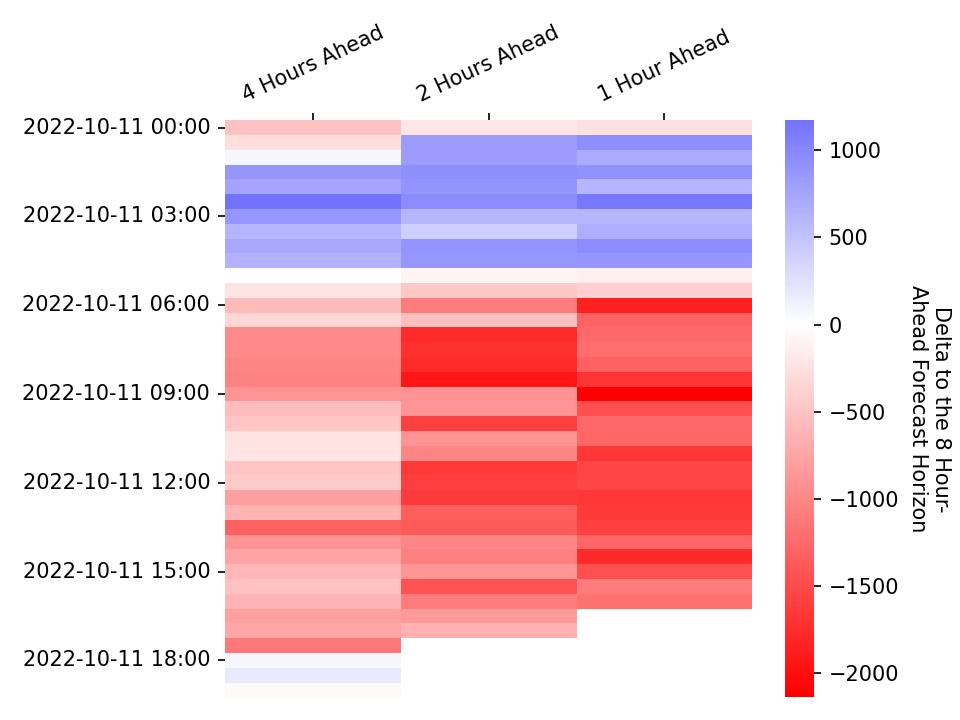 4 Hours Ahead
2 Hours Ahead
1 Hour Ahead
2022-10-11 00:00
2022-10-11 03:00
2022-10-11 06:00
2022-10-11 09:00
2022-10-11 12:00
2022-10-11 15:00
2022-10-11 18:00
1000
500
0
−500
−1000
−1500
−2000
Delta to the 8 Hour-
Ahead Forecast Horizon